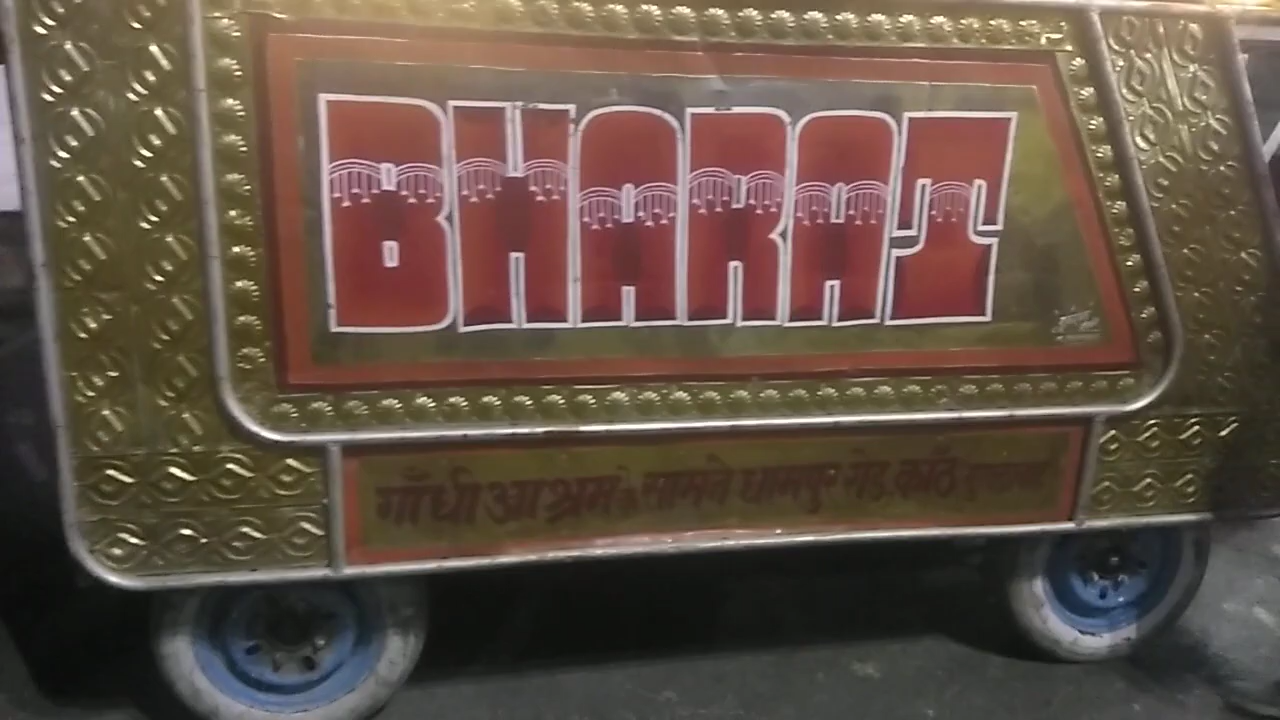 BHARAT
गाँधी आश्रम के सामने धामपुर रोड, काँठ